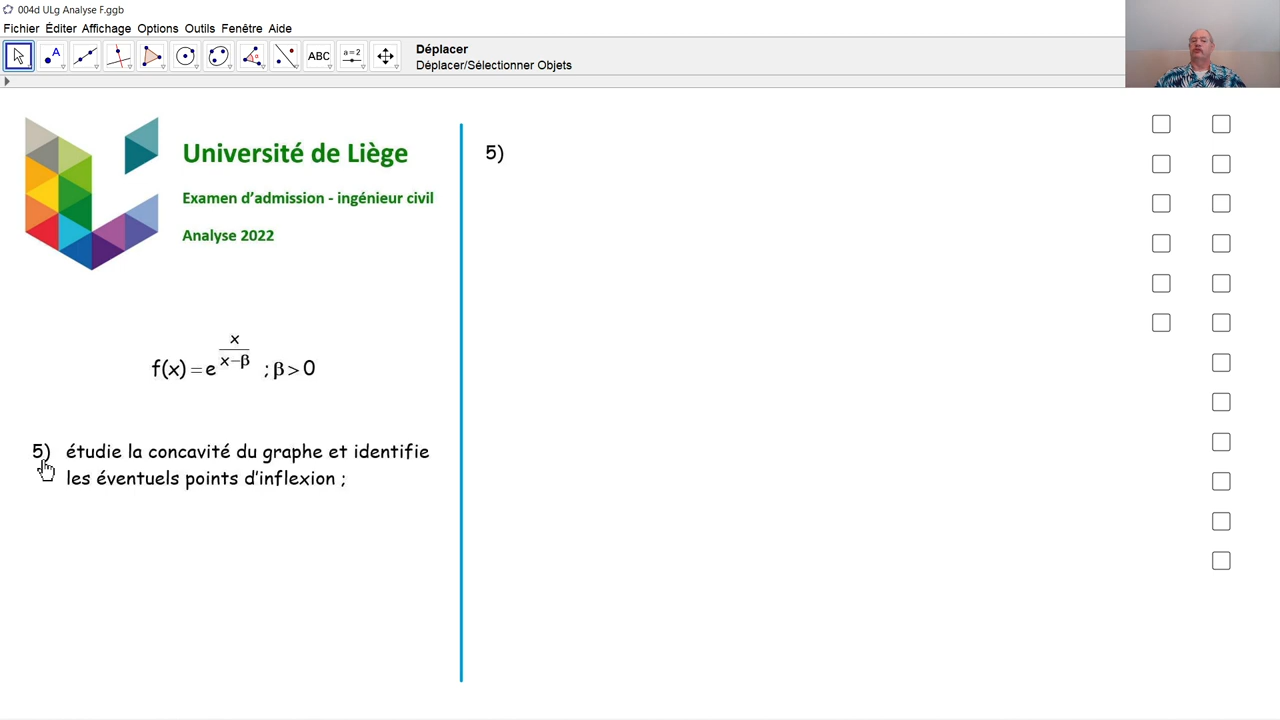 004d ULg Analyse F.ggb
Fichier Éditer Affichage Options Outils Fenêtre Aide
A
ABC
a=2
Déplacer
Déplacer/Sélectionner Objets
Université de Liège
Examen d'admission - ingénieur civil
Analyse 2022
f(x) = e^(x/(x−β)) ; β > 0
5) étudie la concavité du graphe et identifie
les éventuels points d'inflexion ;
5)